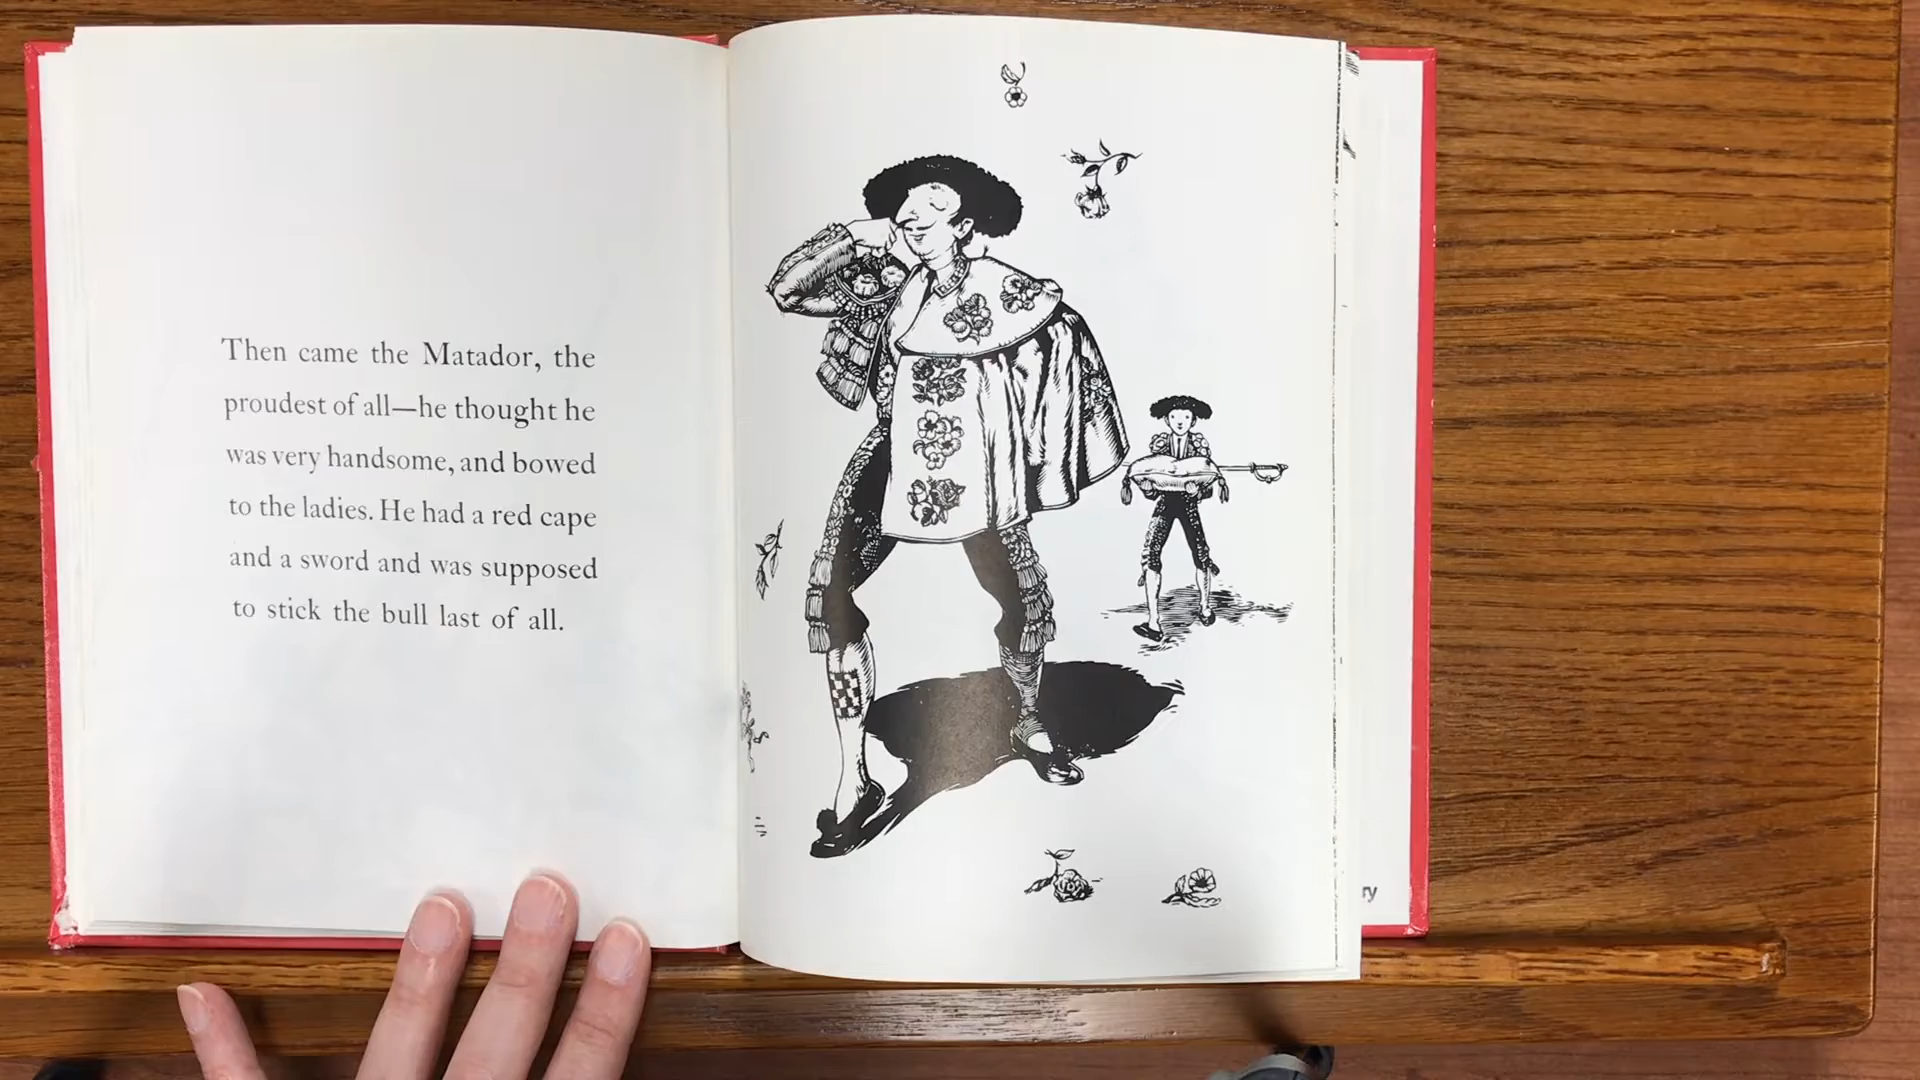 Then came the Matador, the
proudest of all—he thought he
was very handsome, and bowed
to the ladies. He had a red cape
and a sword and was supposed
to stick the bull last of all.
ry